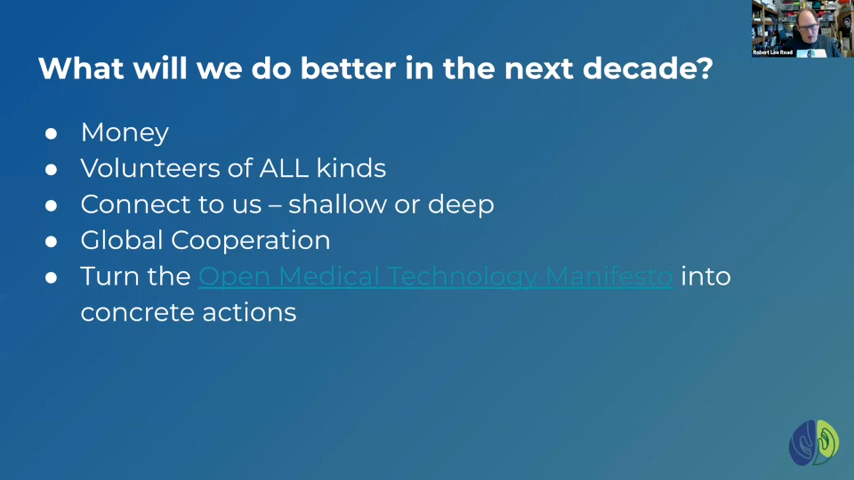 What will we do better in the next decade?
● Money
● Volunteers of ALL kinds
● Connect to us – shallow or deep
● Global Cooperation
● Turn the Open Medical Technology Manifesto into
concrete actions
Robert Lee Read